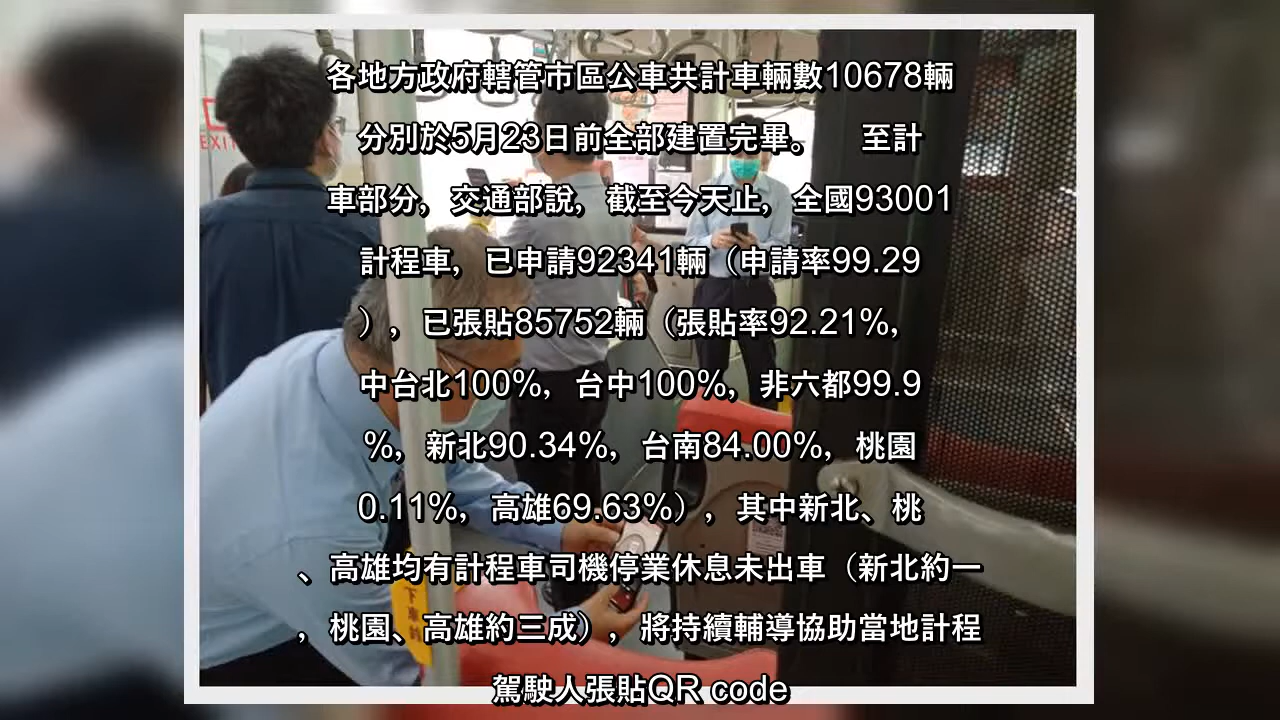 各地方政府轄管市區公車共計車輛數10678輛
分別於5月23日前全部建置完畢。 至計
車部分，交通部說，截至今天止，全國93001
計程車，已申請92341輛（申請率99.29
），已張貼85752輛（張貼率92.21%，
中台北100%，台中100%，非六都99.9
%，新北90.34%，台南84.00%，桃園
0.11%，高雄69.63%），其中新北、桃
、高雄均有計程車司機停業休息未出車（新北約一
，桃園、高雄約三成），將持續輔導協助當地計程
駕駛人張貼QR code
EXIT
下車